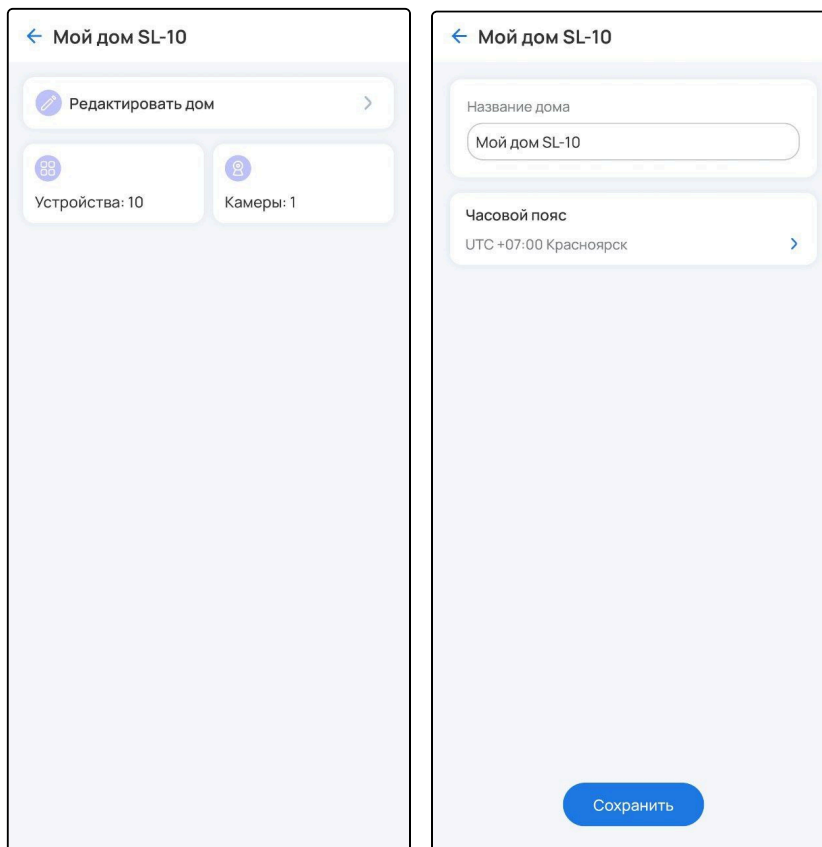 Мой дом SL-10
Редактировать дом
Устройства: 10
Камеры: 1
Мой дом SL-10
Название дома
Мой дом SL-10
Часовой пояс
UTC +07:00 Красноярск
Сохранить